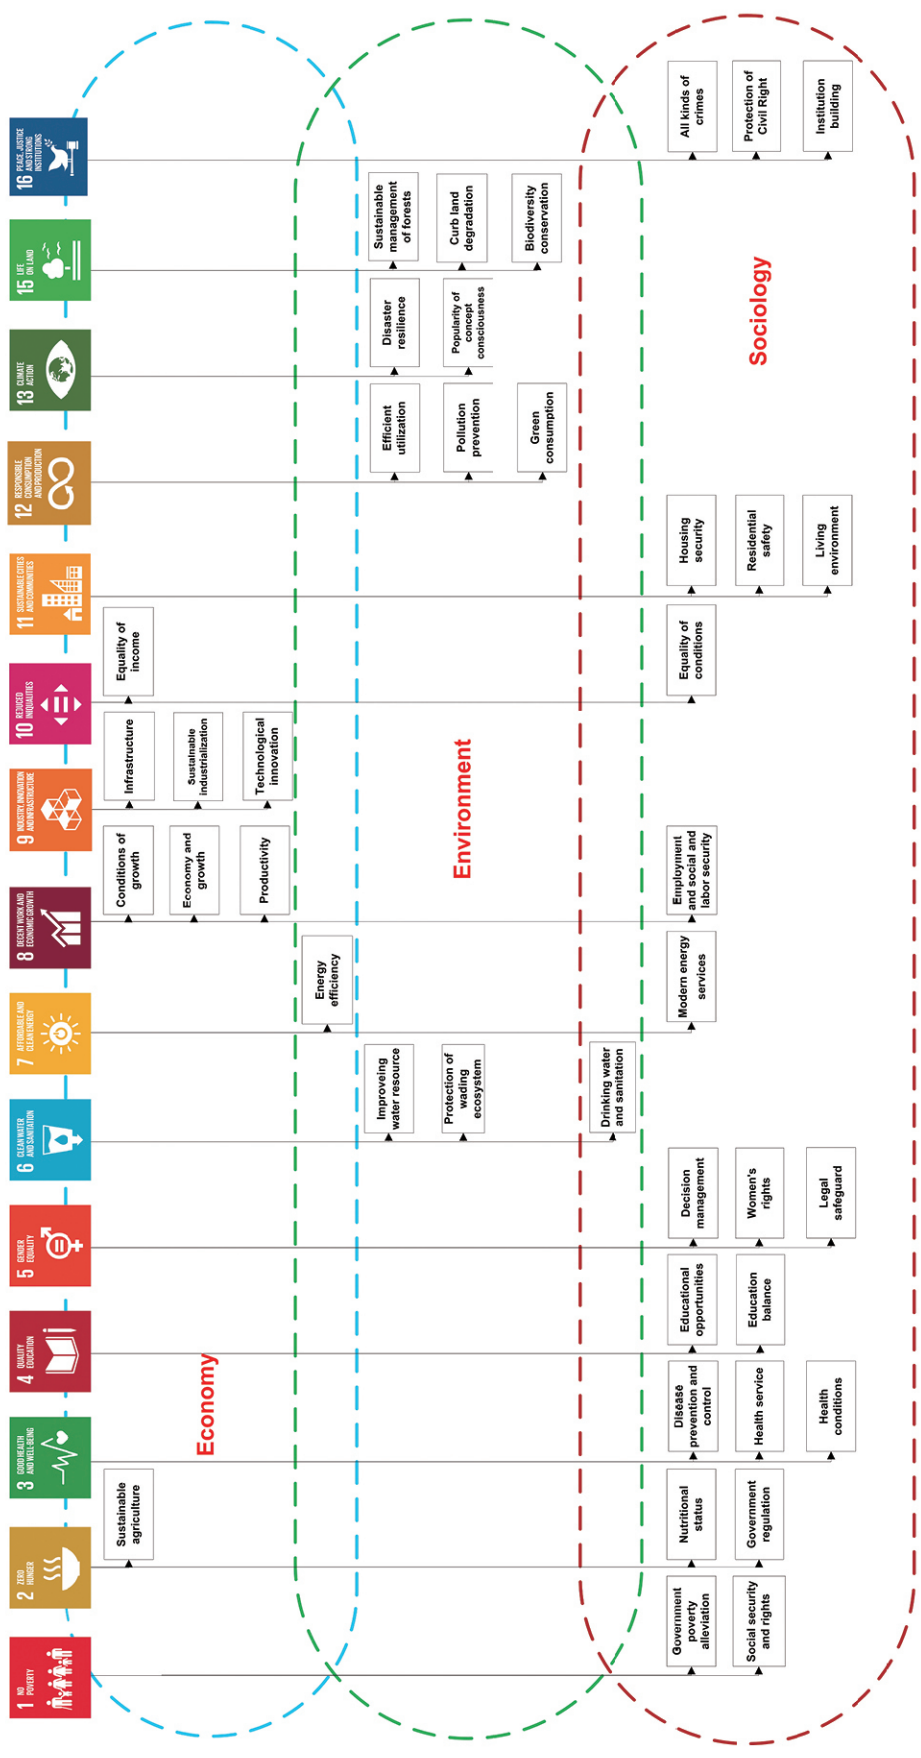 1 NO
POVERTY
2 ZERO
HUNGER
3 GOOD HEALTH
AND WELL-BEING
4 QUALITY
EDUCATION
5 GENDER
EQUALITY
6 CLEAN WATER
AND SANITATION
7 AFFORDABLE AND
CLEAN ENERGY
8 DECENT WORK AND
ECONOMIC GROWTH
9 INDUSTRY, INNOVATION
AND INFRASTRUCTURE
10 REDUCED
INEQUALITIES
11 SUSTAINABLE CITIES
AND COMMUNITIES
12 RESPONSIBLE
CONSUMPTION
AND PRODUCTION
13 CLIMATE
ACTION
15 LIFE
ON LAND
16 PEACE, JUSTICE
AND STRONG
INSTITUTIONS
Economy
Sustainable
agriculture
Conditions of
growth
Economy and
growth
Productivity
Infrastructure
Sustainable
industrialization
Technological
innovation
Equality of
income
Energy
efficiency
Environment
Improveing
water resource
Protection of
wading
ecosystem
Efficient
utilization
Pollution
prevention
Green
consumption
Disaster
resilience
Popularity of
concept
consciousness
Sustainable
management
of forests
Curb land
degradation
Biodiversity
conservation
Drinking water
and sanitation
Sociology
Government
poverty
alleviation
Social security
and rights
Nutritional
status
Government
regulation
Disease
prevention and
control
Health service
Health
conditions
Educational
opportunities
Education
balance
Decision
management
Women's
rights
Legal
safeguard
Modern energy
services
Employment
and social and
labor security
Equality of
conditions
Housing
security
Residential
safety
Living
environment
All kinds of
crimes
Protection of
Civil Right
Institution
building